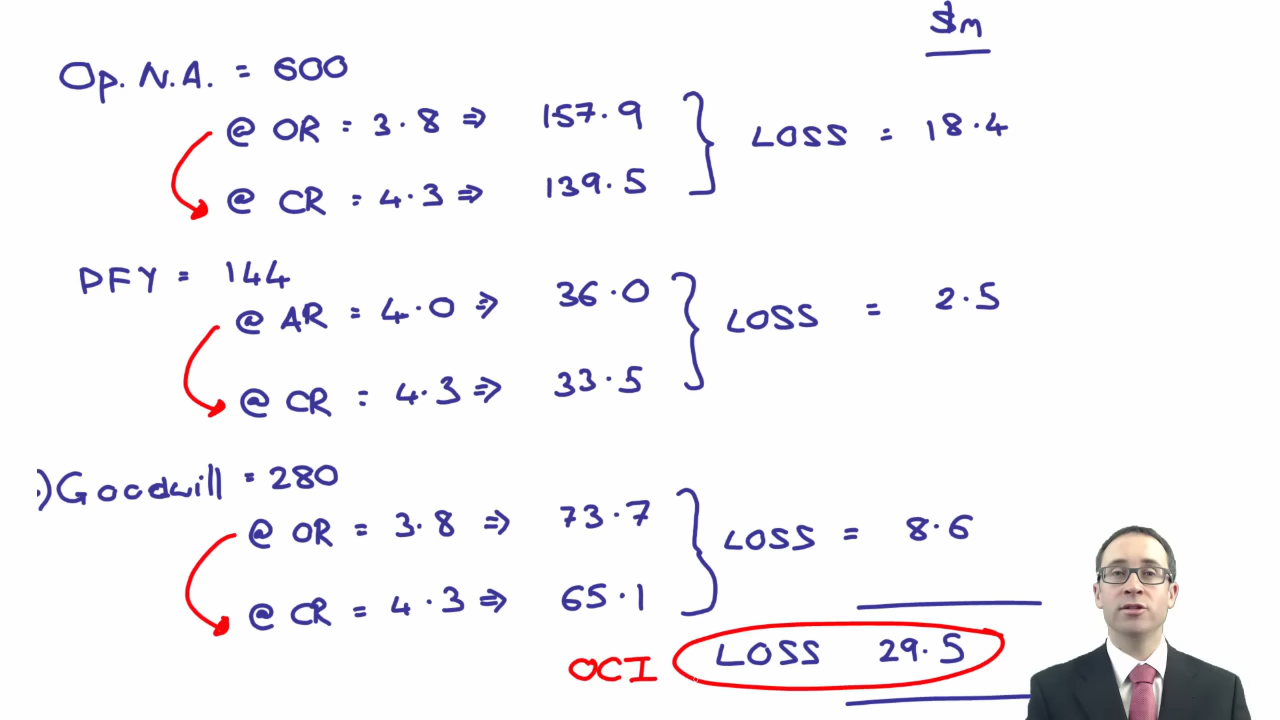 $m
Op. N.A. = 600
@ OR = 3.8 ⇒ 157.9
LOSS = 18.4
@ CR = 4.3 ⇒ 139.5
PFY = 144
@ AR = 4.0 ⇒ 36.0
LOSS = 2.5
@ CR = 4.3 ⇒ 33.5
)Goodwill = 280
@ OR = 3.8 ⇒ 73.7
LOSS = 8.6
@ CR = 4.3 ⇒ 65.1
OCI LOSS 29.5